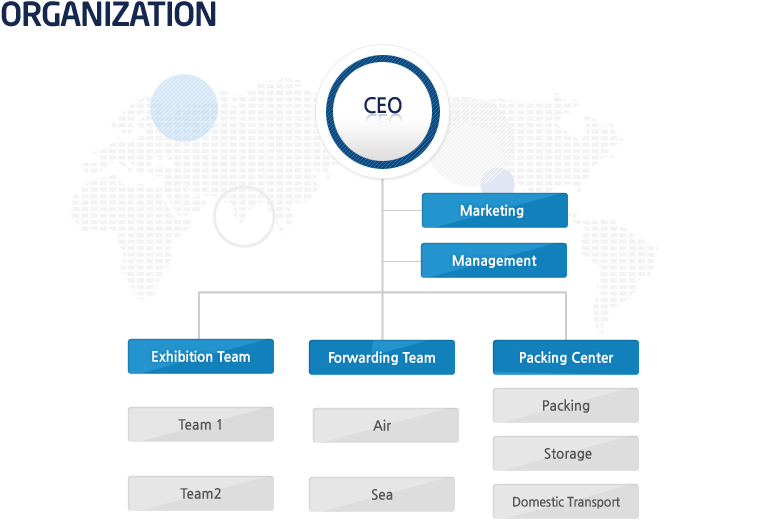 ORGANIZATION
CEO
Marketing
Management
Exhibition Team
Forwarding Team
Packing Center
Team 1
Air
Packing
Storage
Team2
Sea
Domestic Transport